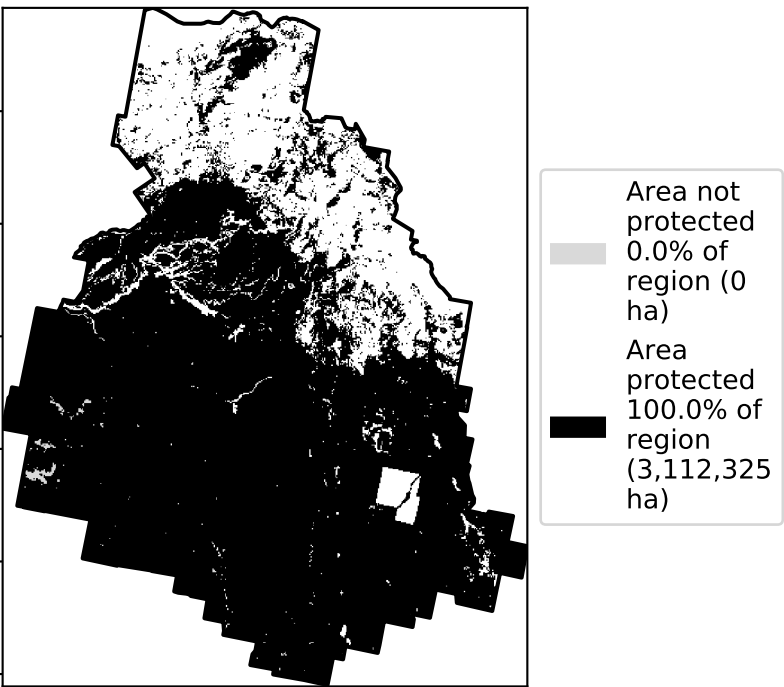 Area not
protected
0.0% of
region (0
ha)
Area
protected
100.0% of
region
(3,112,325
ha)